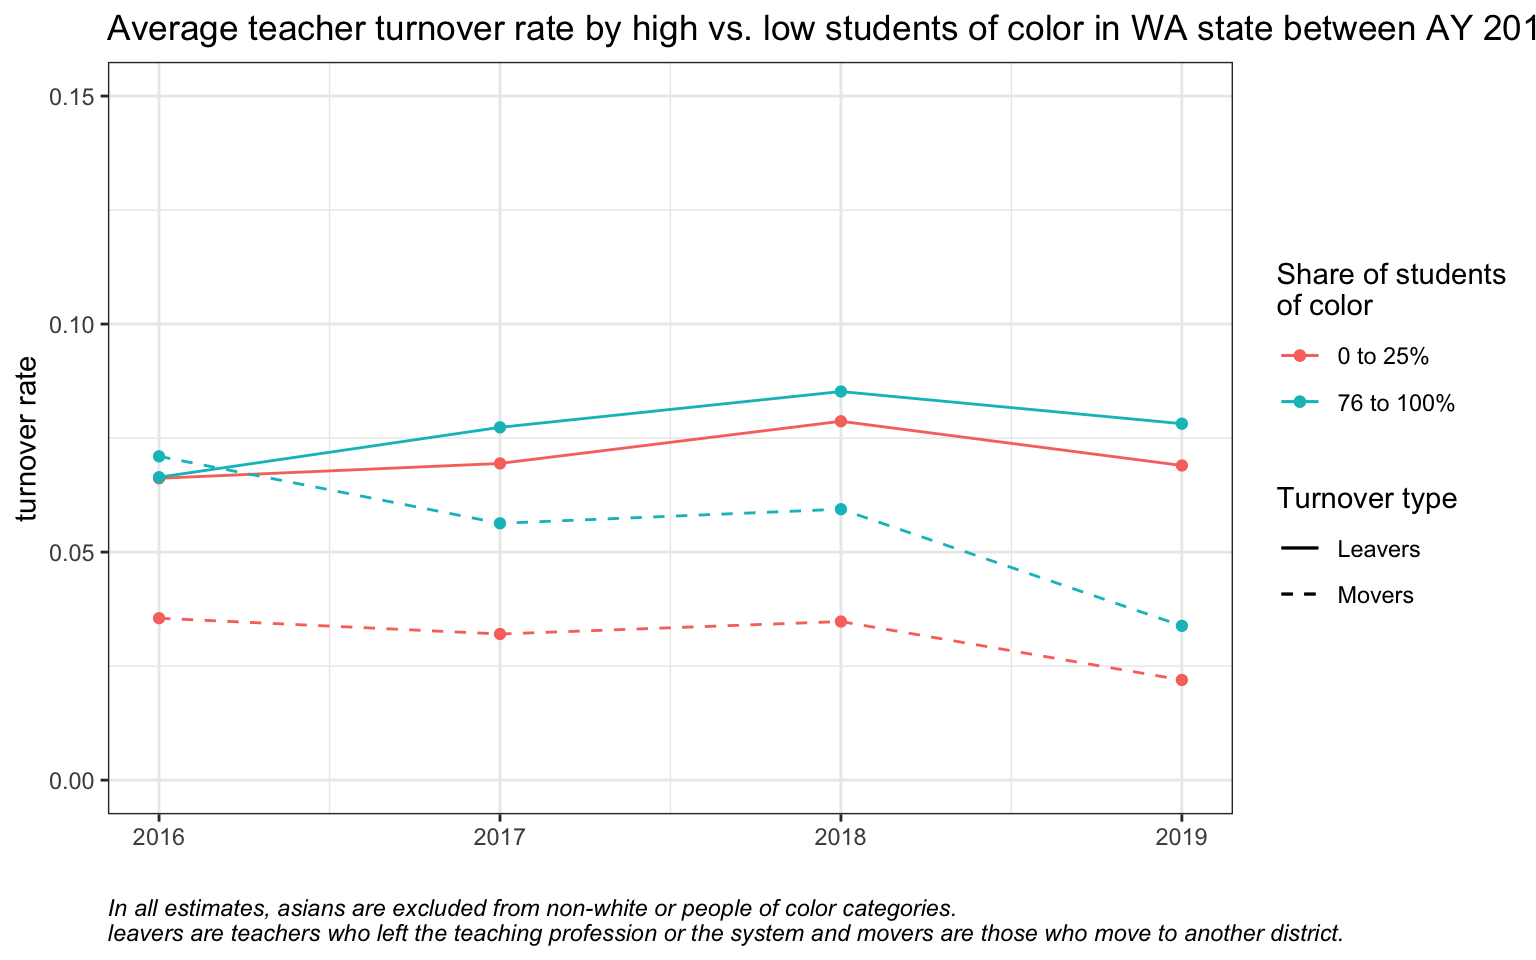 Average teacher turnover rate by high vs. low students of color in WA state between AY 201
0.15
0.10
0.05
0.00
turnover rate
2016 2017 2018 2019
Share of students
of color
0 to 25%
76 to 100%
Turnover type
Leavers
Movers
In all estimates, asians are excluded from non-white or people of color categories.
leavers are teachers who left the teaching profession or the system and movers are those who move to another district.